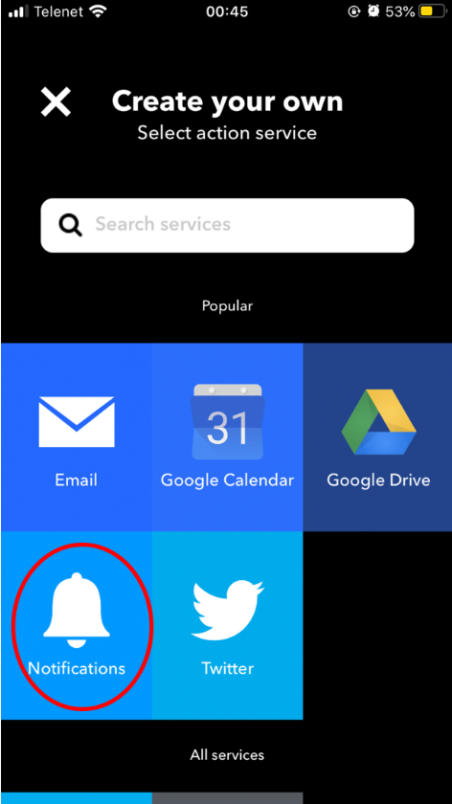 Telenet 00:45 53%
Create your own
Select action service
Search services
Popular
31
Email Google Calendar Google Drive
Notifications Twitter
All services